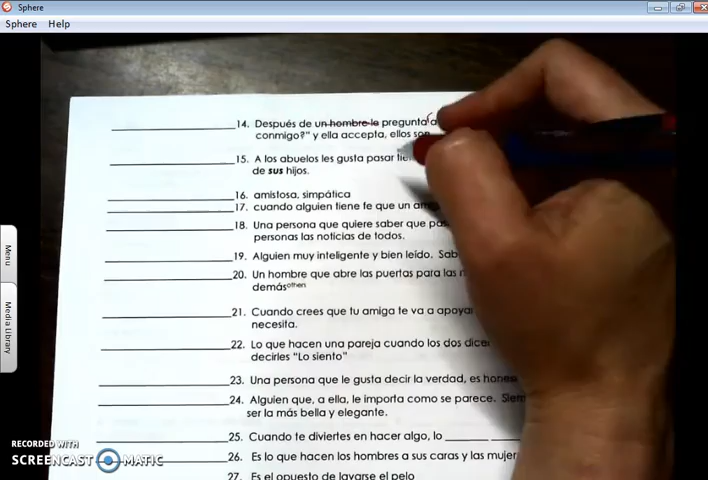 Sphere
Sphere Help
14. Después de un hombre le pregunta a
conmigo?" y ella accepta, ellos son
15. A los abuelos les gusta pasar
de sus hijos.
16. amistosa, simpática
17. cuando alguien tiene fe que un
18. Una persona que quiere saber que
personas las noticias de todos.
19. Alguien muy inteligente y bien leído.
20. Un hombre que abre las puertas para las
demás others
21. Cuando crees que tu amiga te va a apoyar
necesita.
22. Lo que hacen una pareja cuando los dos
decirles "Lo siento"
23. Una persona que le gusta decir la verdad, es
24. Alguien que, a ella, le importa como se parece.
ser la más bella y elegante.
25. Cuando te diviertes en hacer algo, lo ________ _____
26. Es lo que hacen los hombres a sus caras y las
27. Es el opuesto de lavarse el pelo
Menu
Media Library
RECORDED WITH
SCREENCAST MATIC